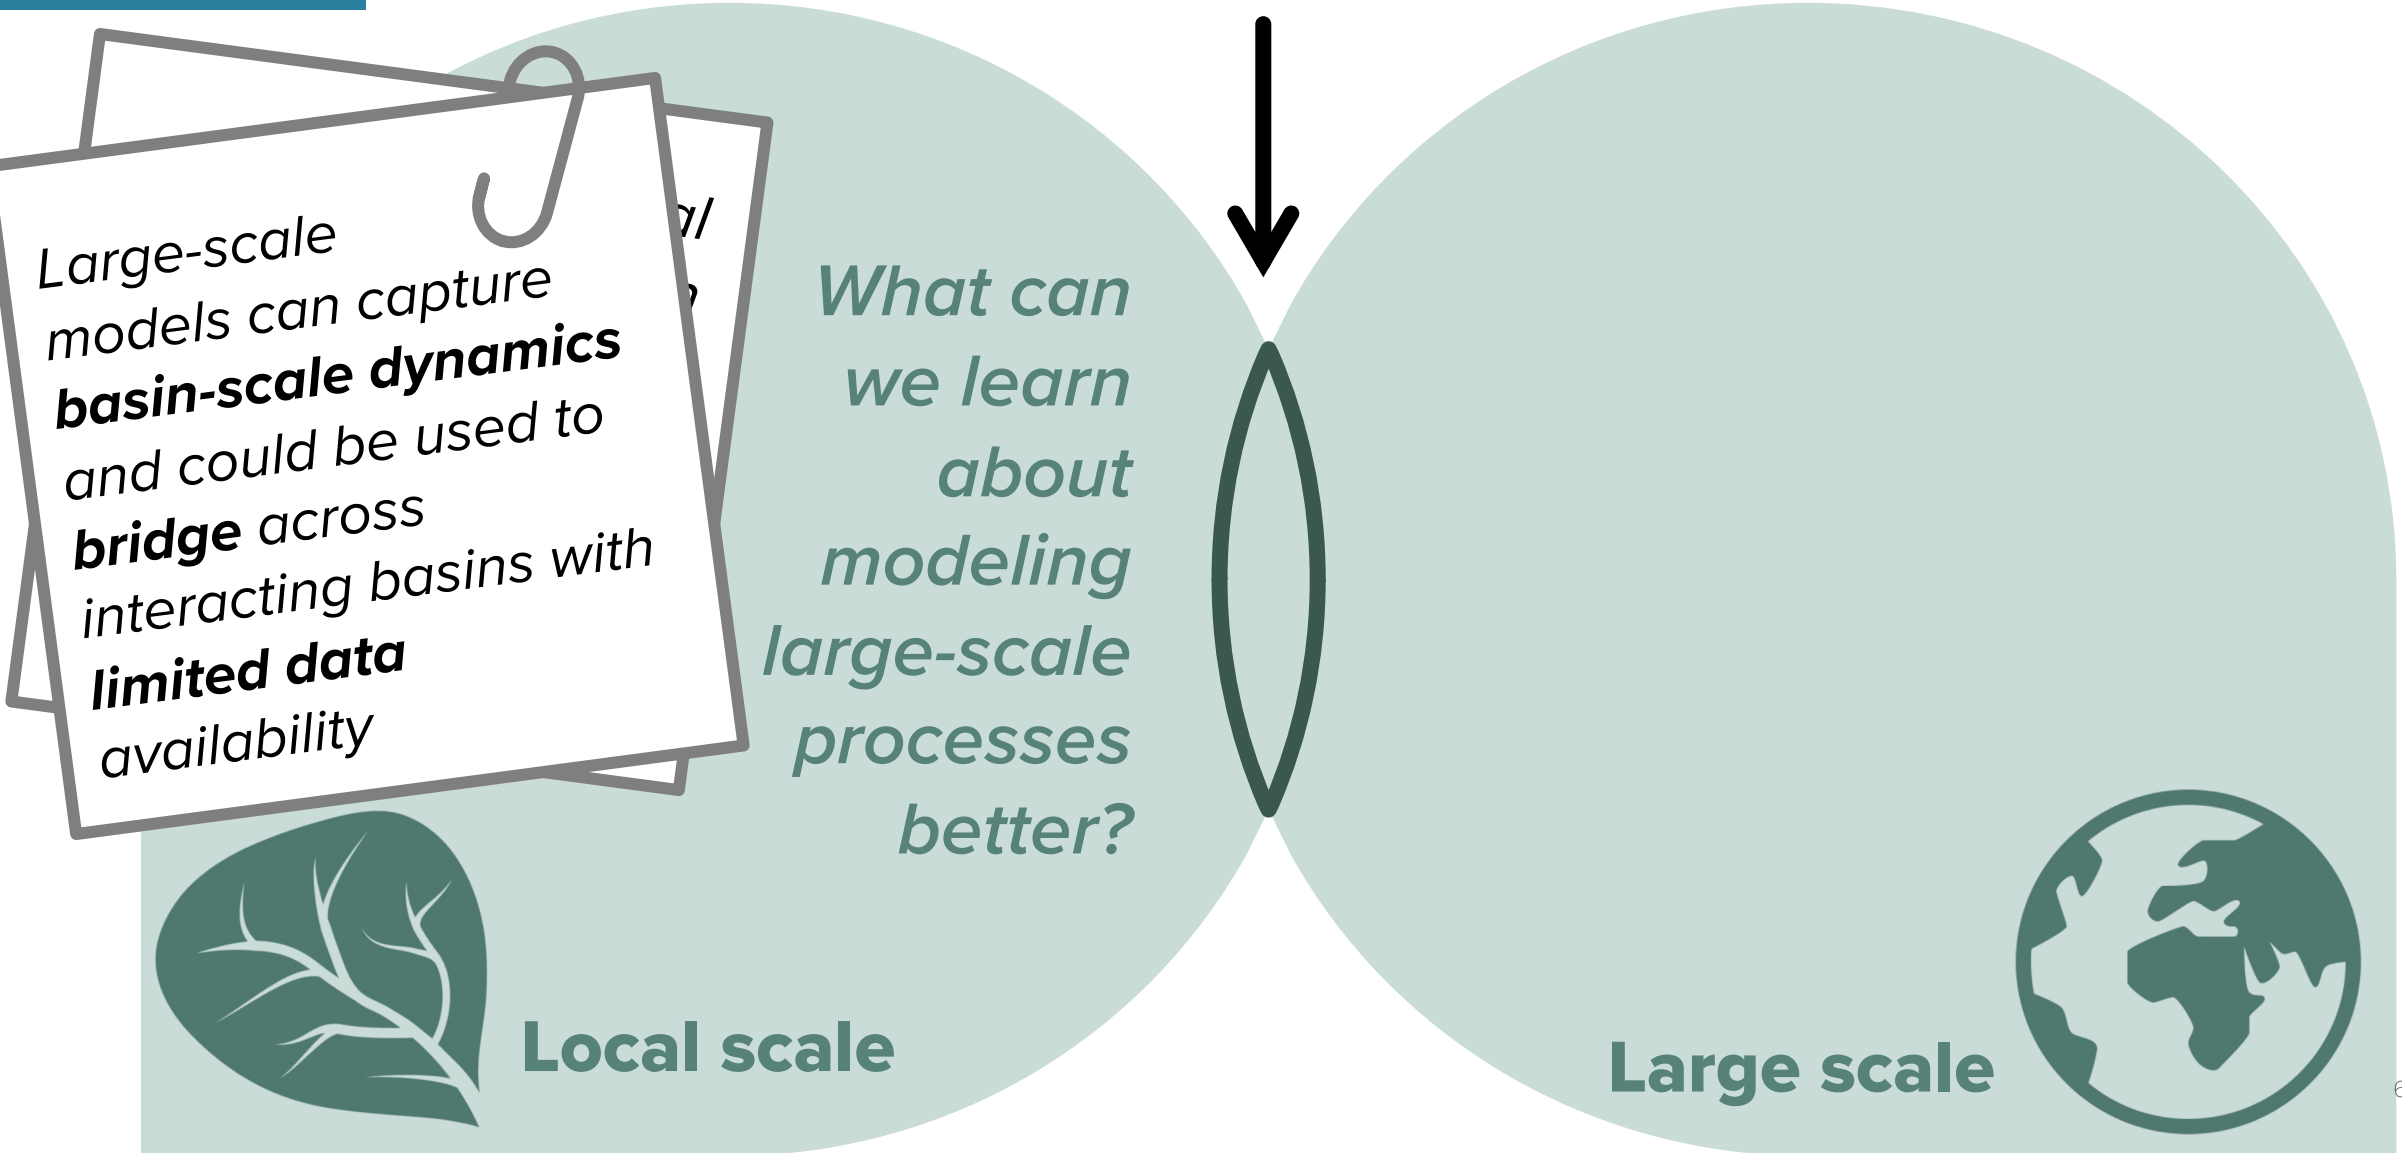 Large-scale
models can capture
basin-scale dynamics
and could be used to
bridge across
interacting basins with
limited data
availability
What can
we learn
about
modeling
large-scale
processes
better?
Local scale
Large scale